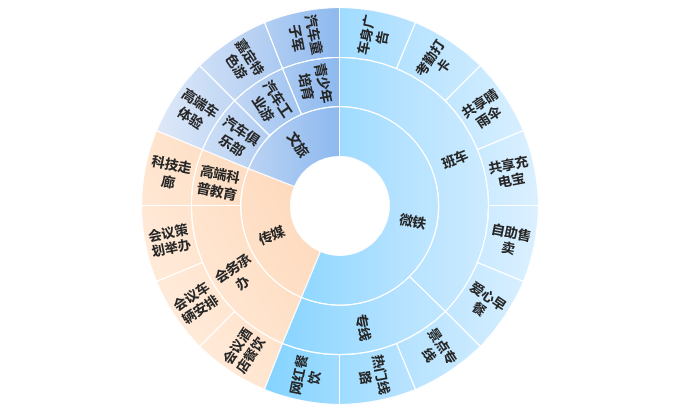 微铁
班车
车身广
告
考勤打
卡
共享晴
雨伞
共享充
电宝
自助售
卖
爱心早
餐
专线
景点专
线
热门线
路
网红餐
饮
传媒
会务承
办
会议酒
店餐饮
会议车
辆安排
会议策
划举办
高端科
普教育
科技走
廊
文旅
汽车俱
乐部
高端车
体验
汽车工
业游
嘉定特
色游
青少年
培育
汽车童
子军